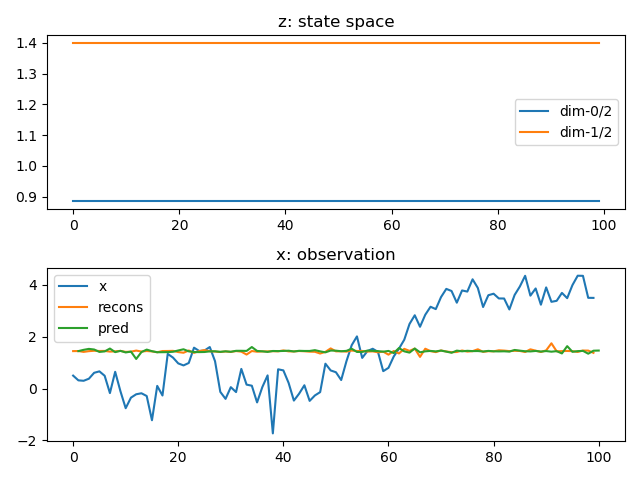 z: state space
1.4
1.3
1.2
1.1
1.0
0.9
dim-0/2
dim-1/2
0 20 40 60 80 100
x: observation
4
2
0
−2
x
recons
pred
0 20 40 60 80 100